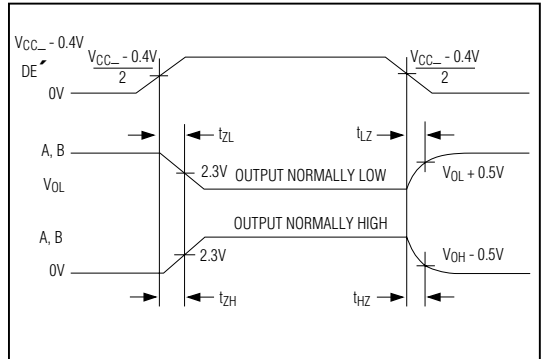 VCC_ - 0.4V
DE´
0V
VCC_ - 0.4V
2
VCC_ - 0.4V
2
A, B
VOL
tZL
2.3V
OUTPUT NORMALLY LOW
tLZ
VOL + 0.5V
A, B
0V
OUTPUT NORMALLY HIGH
2.3V
tZH
tHZ
VOH - 0.5V